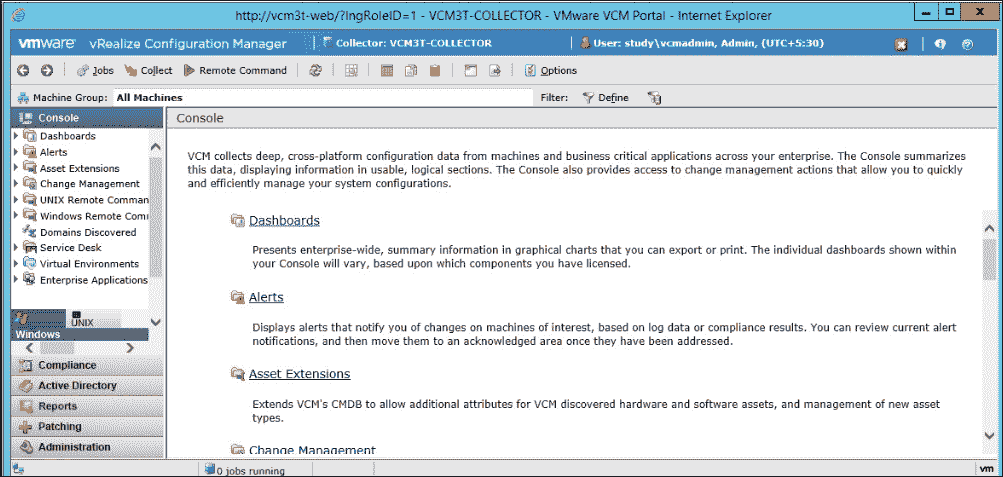 http://vcm3t-web/?lngRoleID=1 - VCM3T-COLLECTOR - VMware VCM Portal - Internet Explorer
vmware vRealize Configuration Manager Collector: VCM3T-COLLECTOR User: study\vcmadmin, Admin, (UTC+5:30)
Jobs Collect Remote Command Options
Machine Group: All Machines Filter: Define
Console
Dashboards
Alerts
Asset Extensions
Change Management
UNIX Remote Comman
Windows Remote Com
Domains Discovered
Service Desk
Virtual Environments
Enterprise Applications
UNIX
Windows
Compliance
Active Directory
Reports
Patching
Administration
Console
VCM collects deep, cross-platform configuration data from machines and business critical applications across your enterprise. The Console summarizes
this data, displaying information in usable, logical sections. The Console also provides access to change management actions that allow you to quickly
and efficiently manage your system configurations.
Dashboards
Presents enterprise-wide, summary information in graphical charts that you can export or print. The individual dashboards shown within
your Console will vary, based upon which components you have licensed.
Alerts
Displays alerts that notify you of changes on machines of interest, based on log data or compliance results. You can review current alert
notifications, and then move them to an acknowledged area once they have been addressed.
Asset Extensions
Extends VCM's CMDB to allow additional attributes for VCM discovered hardware and software assets, and management of new asset
types.
Change Management
0 jobs running
vm